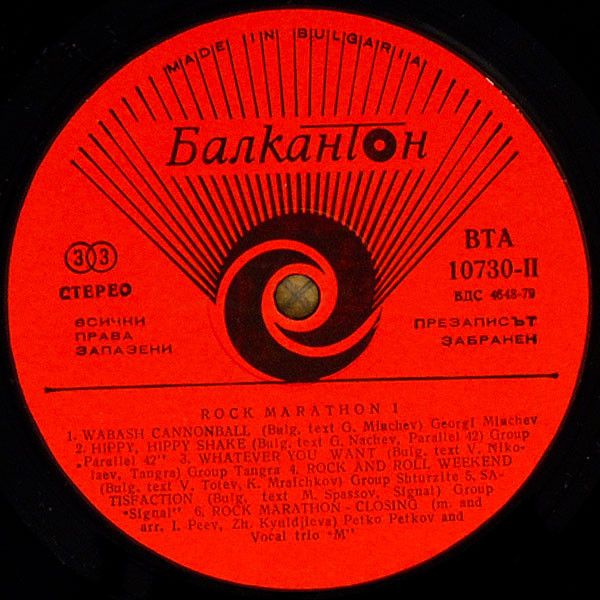 MADE IN BULGARIA
Балкантон
33
СТЕРЕО
ВСИЧКИ
ПРАВА
ЗАПАЗЕНИ
ВТА
10730-II
БДС 4648-79
ПРЕЗАПИСЪТ
ЗАБРАНЕН
ROCK MARATHON I
1. WABASH CANNONBALL (Bulg. text G. Minchev) Georgi Minchev
2. HIPPY, HIPPY SHAKE (Bulg. text G. Nachev, Parallel 42) Group
"Parallel 42" 3. WHATEVER YOU WANT (Bulg. text V. Niko-
laev, Tangra) Group Tangra 4. ROCK AND ROLL WEEKEND
(Bulg. text V. Totev, K. Mraichkov) Group Shturzite 5. SA-
TISFACTION (Bulg. text M. Spassov, Signal) Group
"Signal" 6. ROCK MARATHON - CLOSING (m. and
arr. I. Peev, Zh. Kyuldjieva) Petko Petkov and
Vocal trio "M"